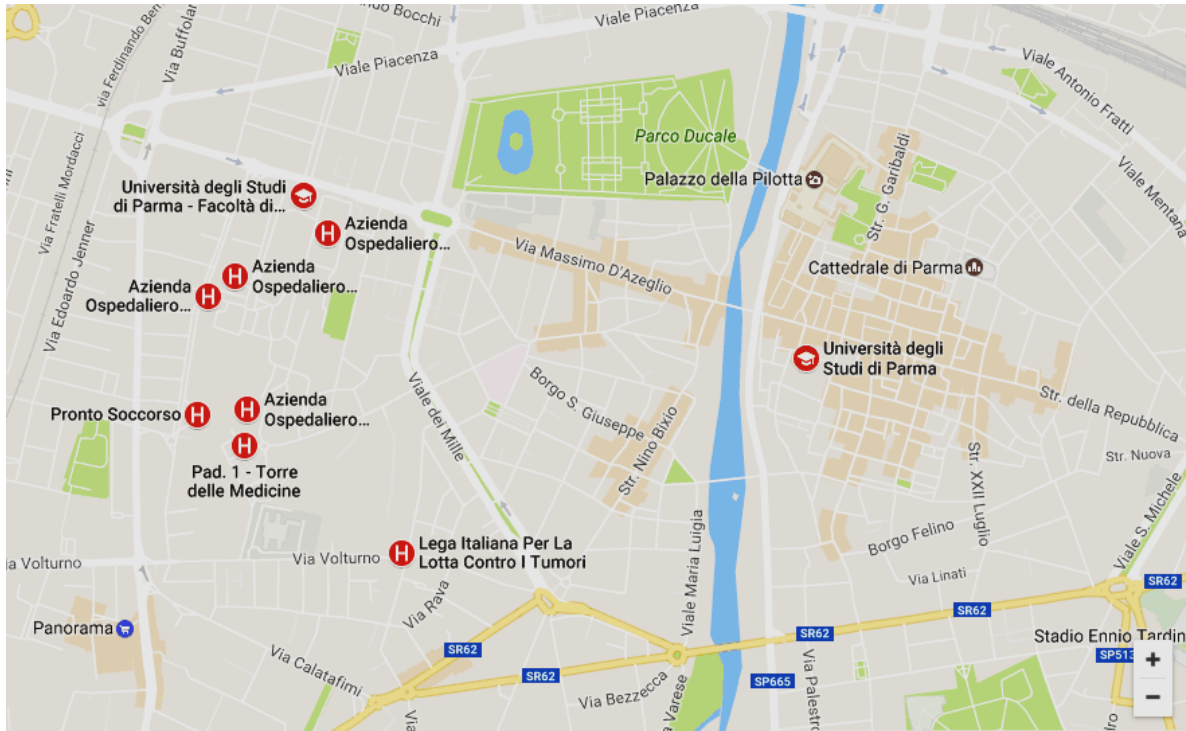 ndo Bocchi
Viale Piacenza
Viale Piacenza
via Ferdinando Ber
Via Buffolar
Viale Antonio Fratti
Viale Mentana
Parco Ducale
Palazzo della Pilotta
Str. G. Garibaldi
Università degli Studi
di Parma - Facoltà di...
via Fratelli Mordacci
Azienda
Ospedaliero...
Via Massimo D'Azeglio
Cattedrale di Parma
Azienda
Ospedaliero...
Azienda
Ospedaliero...
Via Edoardo Jenner
Università degli
Studi di Parma
Viale dei Mille
Borgo S. Giuseppe
Str. Nino Bixio
Str. della Repubblica
Pronto Soccorso
Azienda
Ospedaliero...
Str. Nuova
Pad. 1 - Torre
delle Medicine
Str. XXII Luglio
Viale S. Michele
Viale Maria Luigia
Borgo Felino
Via Linati
ia Volturno
Via Volturno
Lega Italiana Per La
Lotta Contro I Tumori
SR62
SR62
Via Rava
Panorama
SR62
Stadio Ennio Tardin
SP513
SR62
SR62
Via Calatafimi
Via Bezzecca
a Varese
SP665
Via Palestro
Via
Via
dro
+
−